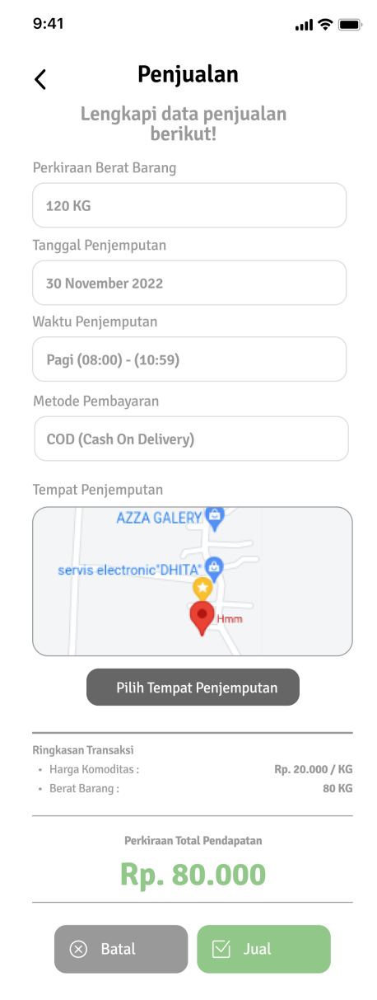 9:41
Penjualan
Lengkapi data penjualan
berikut!
Perkiraan Berat Barang
120 KG
Tanggal Penjemputan
30 November 2022
Waktu Penjemputan
Pagi (08:00) - (10:59)
Metode Pembayaran
COD (Cash On Delivery)
Tempat Penjemputan
AZZA GALERY
servis electronic"DHITA"
Hmm
Pilih Tempat Penjemputan
Ringkasan Transaksi
• Harga Komoditas : Rp. 20.000 / KG
• Berat Barang : 80 KG
Perkiraan Total Pendapatan
Rp. 80.000
Batal
Jual